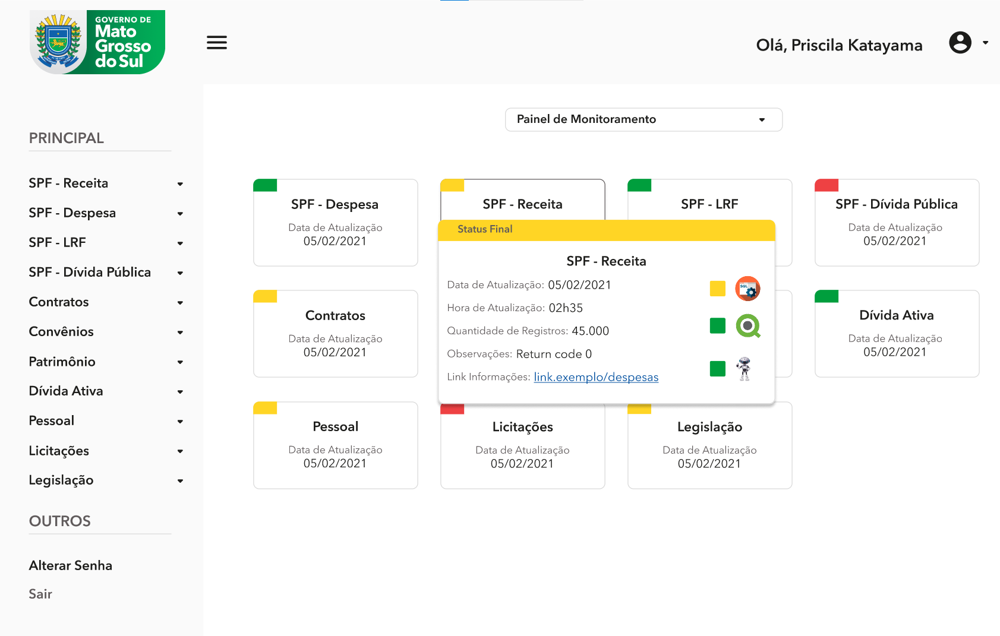 GOVERNO DE
Mato
Grosso
do Sul
Olá, Priscila Katayama
PRINCIPAL
SPF - Receita
SPF - Despesa
SPF - LRF
SPF - Dívida Pública
Contratos
Convênios
Patrimônio
Dívida Ativa
Pessoal
Licitações
Legislação
OUTROS
Alterar Senha
Sair
Painel de Monitoramento
SPF - Despesa
Data de Atualização
05/02/2021
SPF - Receita
SPF - LRF
SPF - Dívida Pública
Data de Atualização
05/02/2021
Status Final
SPF - Receita
Data de Atualização: 05/02/2021
Hora de Atualização: 02h35
Quantidade de Registros: 45.000
Observações: Return code 0
Link Informações: link.exemplo/despesas
SQL
Contratos
Data de Atualização
05/02/2021
Dívida Ativa
Data de Atualização
05/02/2021
Pessoal
Data de Atualização
05/02/2021
Licitações
Data de Atualização
05/02/2021
Legislação
Data de Atualização
05/02/2021